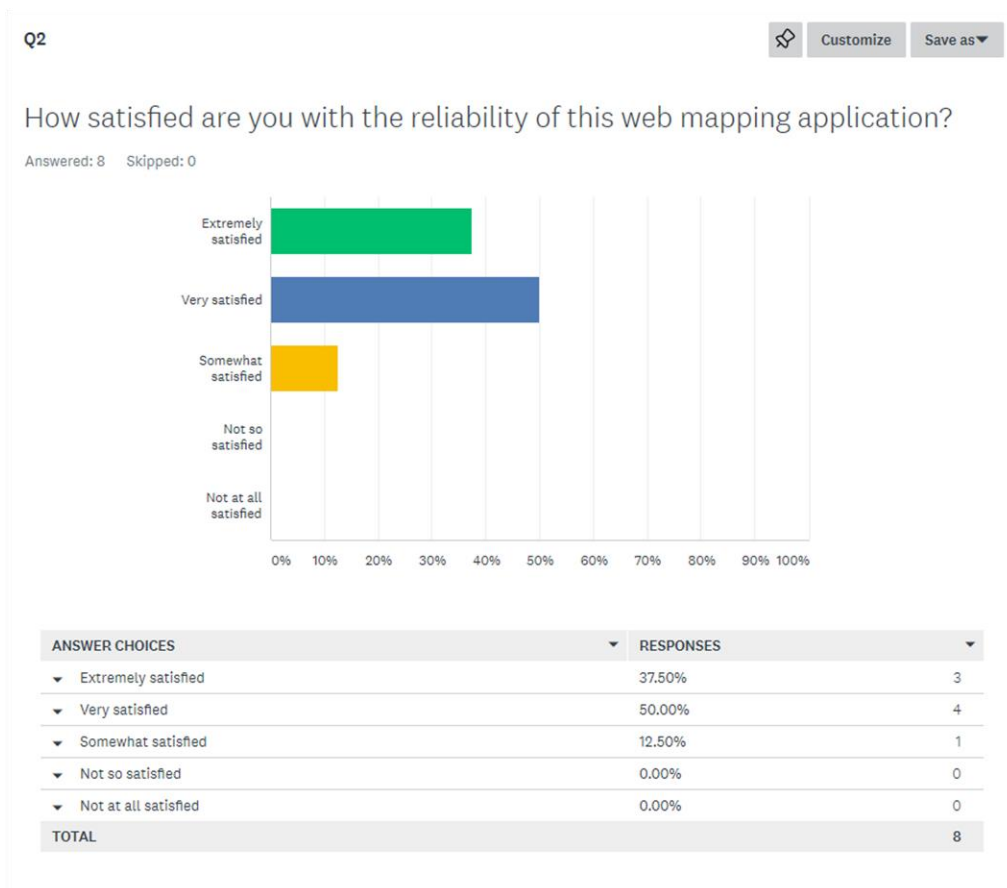 Q2
Customize
Save as
How satisfied are you with the reliability of this web mapping application?
Answered: 8 Skipped: 0
Extremely
satisfied
Very satisfied
Somewhat
satisfied
Not so
satisfied
Not at all
satisfied
0% 10% 20% 30% 40% 50% 60% 70% 80% 90% 100%
ANSWER CHOICES RESPONSES
Extremely satisfied 37.50% 3
Very satisfied 50.00% 4
Somewhat satisfied 12.50% 1
Not so satisfied 0.00% 0
Not at all satisfied 0.00% 0
TOTAL 8